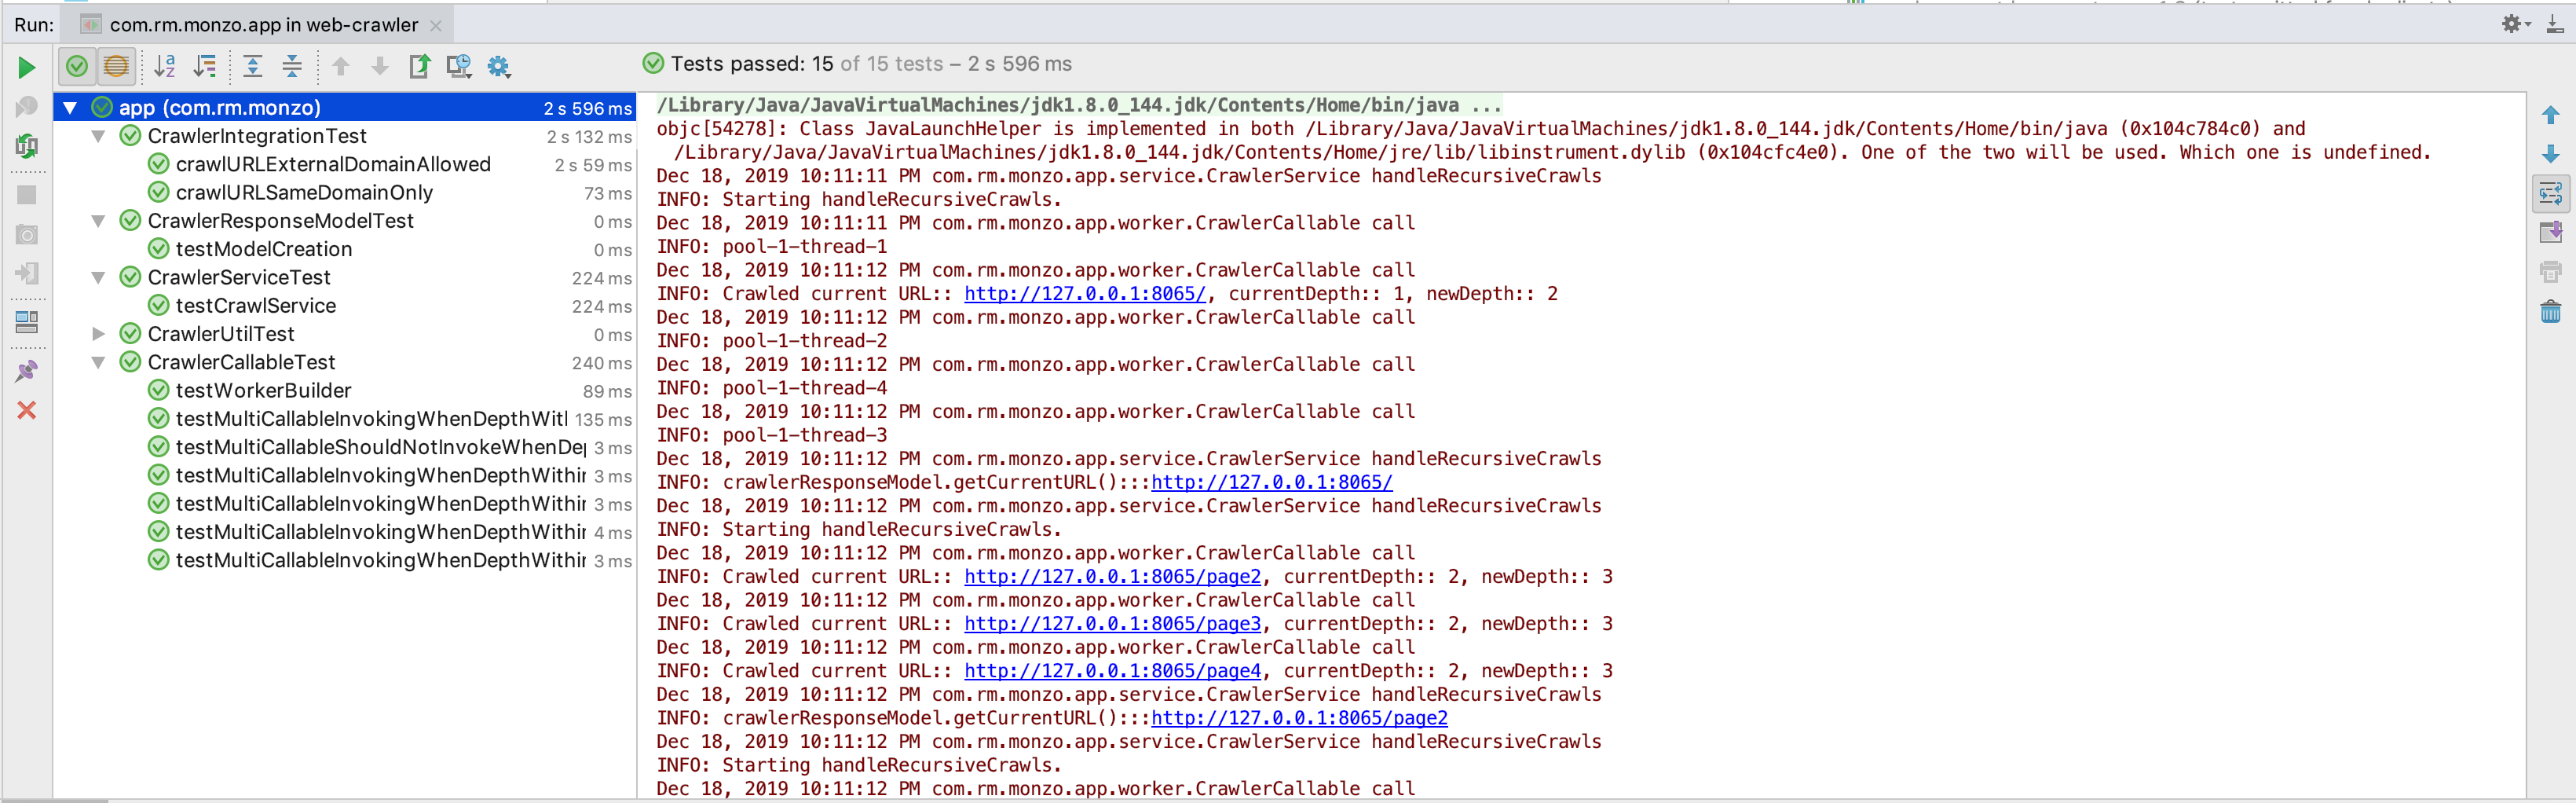 Run: com.rm.monzo.app in web-crawler
Tests passed: 15 of 15 tests – 2 s 596 ms
app (com.rm.monzo) 2 s 596 ms
CrawlerIntegrationTest 2 s 132 ms
crawlURLExternalDomainAllowed 2 s 59 ms
crawlURLSameDomainOnly 73 ms
CrawlerResponseModelTest 0 ms
testModelCreation 0 ms
CrawlerServiceTest 224 ms
testCrawlService 224 ms
CrawlerUtilTest 0 ms
CrawlerCallableTest 240 ms
testWorkerBuilder 89 ms
testMultiCallableInvokingWhenDepthWitl 135 ms
testMultiCallableShouldNotInvokeWhenDep 3 ms
testMultiCallableInvokingWhenDepthWithir 3 ms
testMultiCallableInvokingWhenDepthWithir 3 ms
testMultiCallableInvokingWhenDepthWithir 4 ms
testMultiCallableInvokingWhenDepthWithir 3 ms
/Library/Java/JavaVirtualMachines/jdk1.8.0_144.jdk/Contents/Home/bin/java ...
objc[54278]: Class JavaLaunchHelper is implemented in both /Library/Java/JavaVirtualMachines/jdk1.8.0_144.jdk/Contents/Home/bin/java (0x104c784c0) and
/Library/Java/JavaVirtualMachines/jdk1.8.0_144.jdk/Contents/Home/jre/lib/libinstrument.dylib (0x104cfc4e0). One of the two will be used. Which one is undefined.
Dec 18, 2019 10:11:11 PM com.rm.monzo.app.service.CrawlerService handleRecursiveCrawls
INFO: Starting handleRecursiveCrawls.
Dec 18, 2019 10:11:11 PM com.rm.monzo.app.worker.CrawlerCallable call
INFO: pool-1-thread-1
Dec 18, 2019 10:11:12 PM com.rm.monzo.app.worker.CrawlerCallable call
INFO: Crawled current URL:: http://127.0.0.1:8065/, currentDepth:: 1, newDepth:: 2
Dec 18, 2019 10:11:12 PM com.rm.monzo.app.worker.CrawlerCallable call
INFO: pool-1-thread-2
Dec 18, 2019 10:11:12 PM com.rm.monzo.app.worker.CrawlerCallable call
INFO: pool-1-thread-4
Dec 18, 2019 10:11:12 PM com.rm.monzo.app.worker.CrawlerCallable call
INFO: pool-1-thread-3
Dec 18, 2019 10:11:12 PM com.rm.monzo.app.service.CrawlerService handleRecursiveCrawls
INFO: crawlerResponseModel.getCurrentURL():::http://127.0.0.1:8065/
Dec 18, 2019 10:11:12 PM com.rm.monzo.app.service.CrawlerService handleRecursiveCrawls
INFO: Starting handleRecursiveCrawls.
Dec 18, 2019 10:11:12 PM com.rm.monzo.app.worker.CrawlerCallable call
INFO: Crawled current URL:: http://127.0.0.1:8065/page2, currentDepth:: 2, newDepth:: 3
Dec 18, 2019 10:11:12 PM com.rm.monzo.app.worker.CrawlerCallable call
INFO: Crawled current URL:: http://127.0.0.1:8065/page3, currentDepth:: 2, newDepth:: 3
Dec 18, 2019 10:11:12 PM com.rm.monzo.app.worker.CrawlerCallable call
INFO: Crawled current URL:: http://127.0.0.1:8065/page4, currentDepth:: 2, newDepth:: 3
Dec 18, 2019 10:11:12 PM com.rm.monzo.app.service.CrawlerService handleRecursiveCrawls
INFO: crawlerResponseModel.getCurrentURL():::http://127.0.0.1:8065/page2
Dec 18, 2019 10:11:12 PM com.rm.monzo.app.service.CrawlerService handleRecursiveCrawls
INFO: Starting handleRecursiveCrawls.
Dec 18, 2019 10:11:12 PM com.rm.monzo.app.worker.CrawlerCallable call